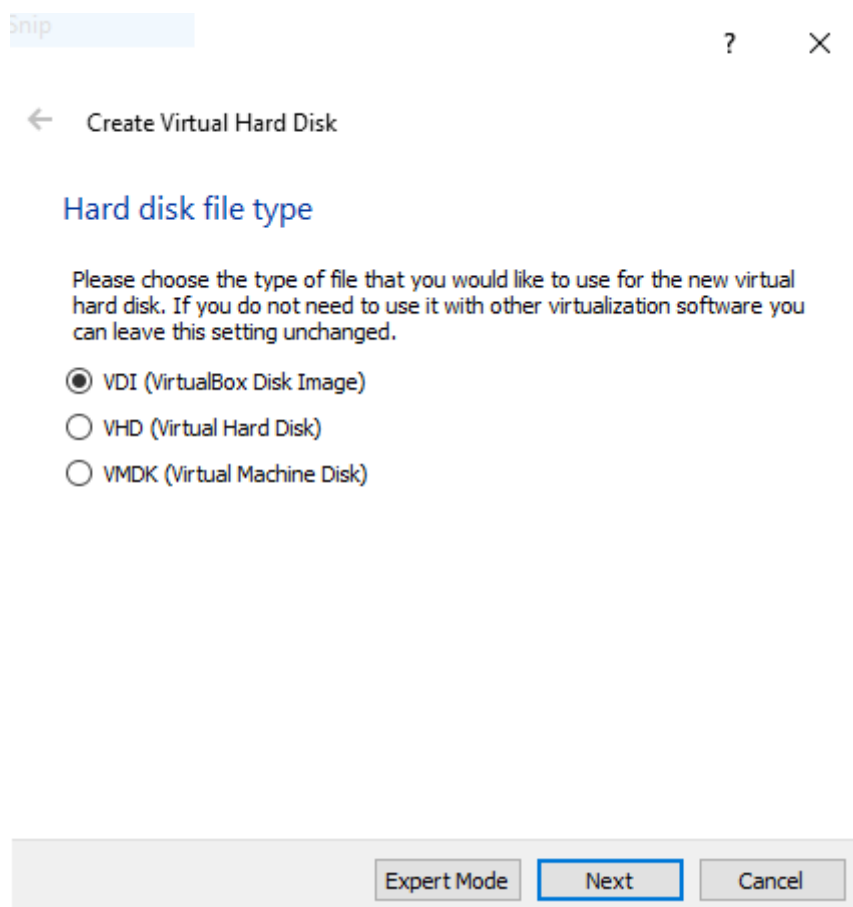 Snip
?
Create Virtual Hard Disk
Hard disk file type
Please choose the type of file that you would like to use for the new virtual
hard disk. If you do not need to use it with other virtualization software you
can leave this setting unchanged.
VDI (VirtualBox Disk Image)
VHD (Virtual Hard Disk)
VMDK (Virtual Machine Disk)
Expert Mode Next Cancel